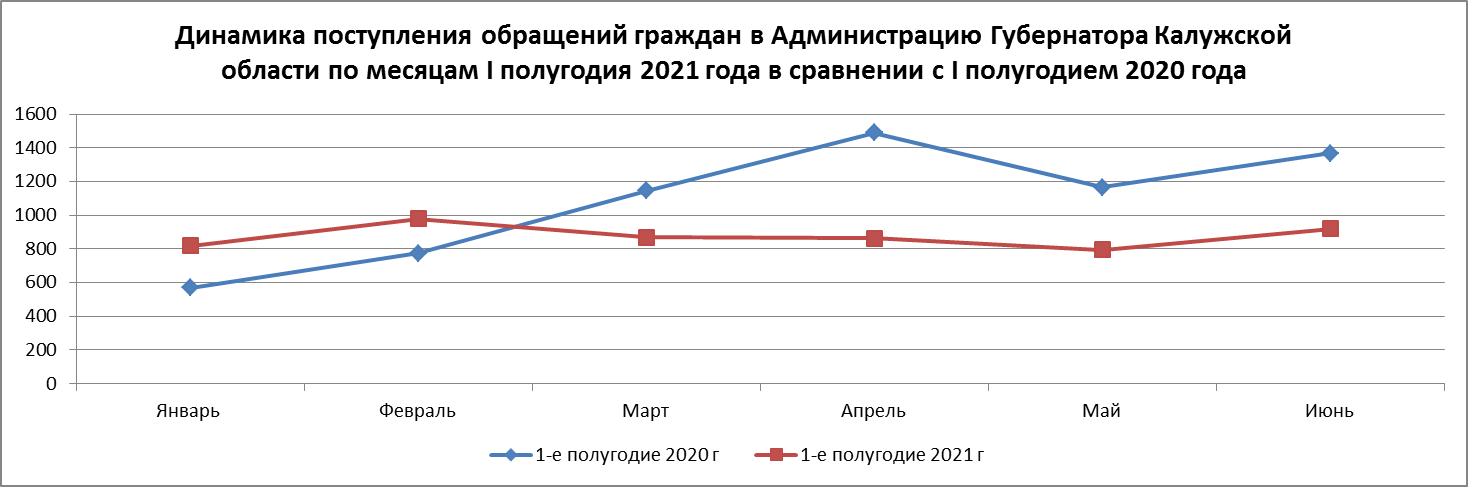 Динамика поступления обращений граждан в Администрацию Губернатора Калужской
области по месяцам I полугодия 2021 года в сравнении с I полугодием 2020 года
1600
1400
1200
1000
800
600
400
200
0
Январь Февраль Март Апрель Май Июнь
1-е полугодие 2020 г 1-е полугодие 2021 г